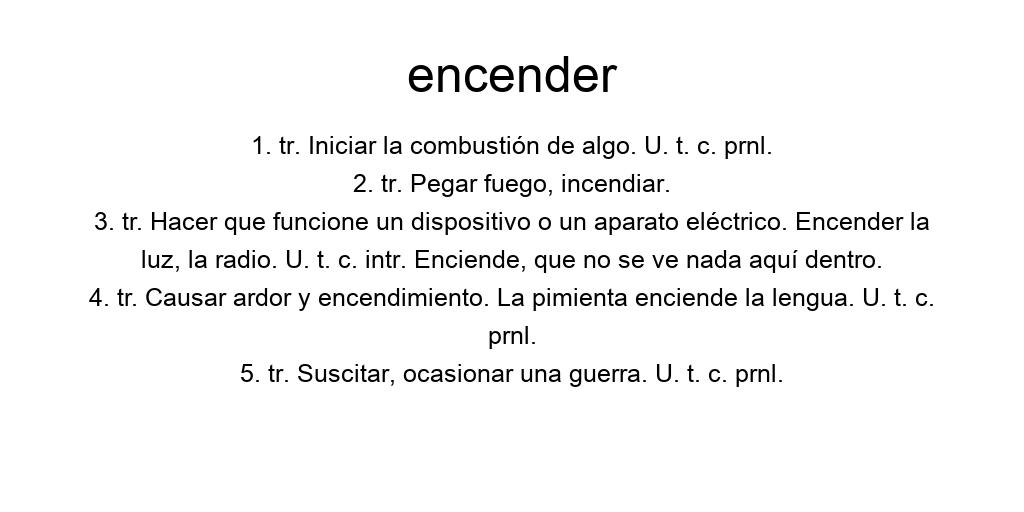 encender
1. tr. Iniciar la combustión de algo. U. t. c. prnl.
2. tr. Pegar fuego, incendiar.
3. tr. Hacer que funcione un dispositivo o un aparato eléctrico. Encender la
luz, la radio. U. t. c. intr. Enciende, que no se ve nada aquí dentro.
4. tr. Causar ardor y encendimiento. La pimienta enciende la lengua. U. t. c.
prnl.
5. tr. Suscitar, ocasionar una guerra. U. t. c. prnl.